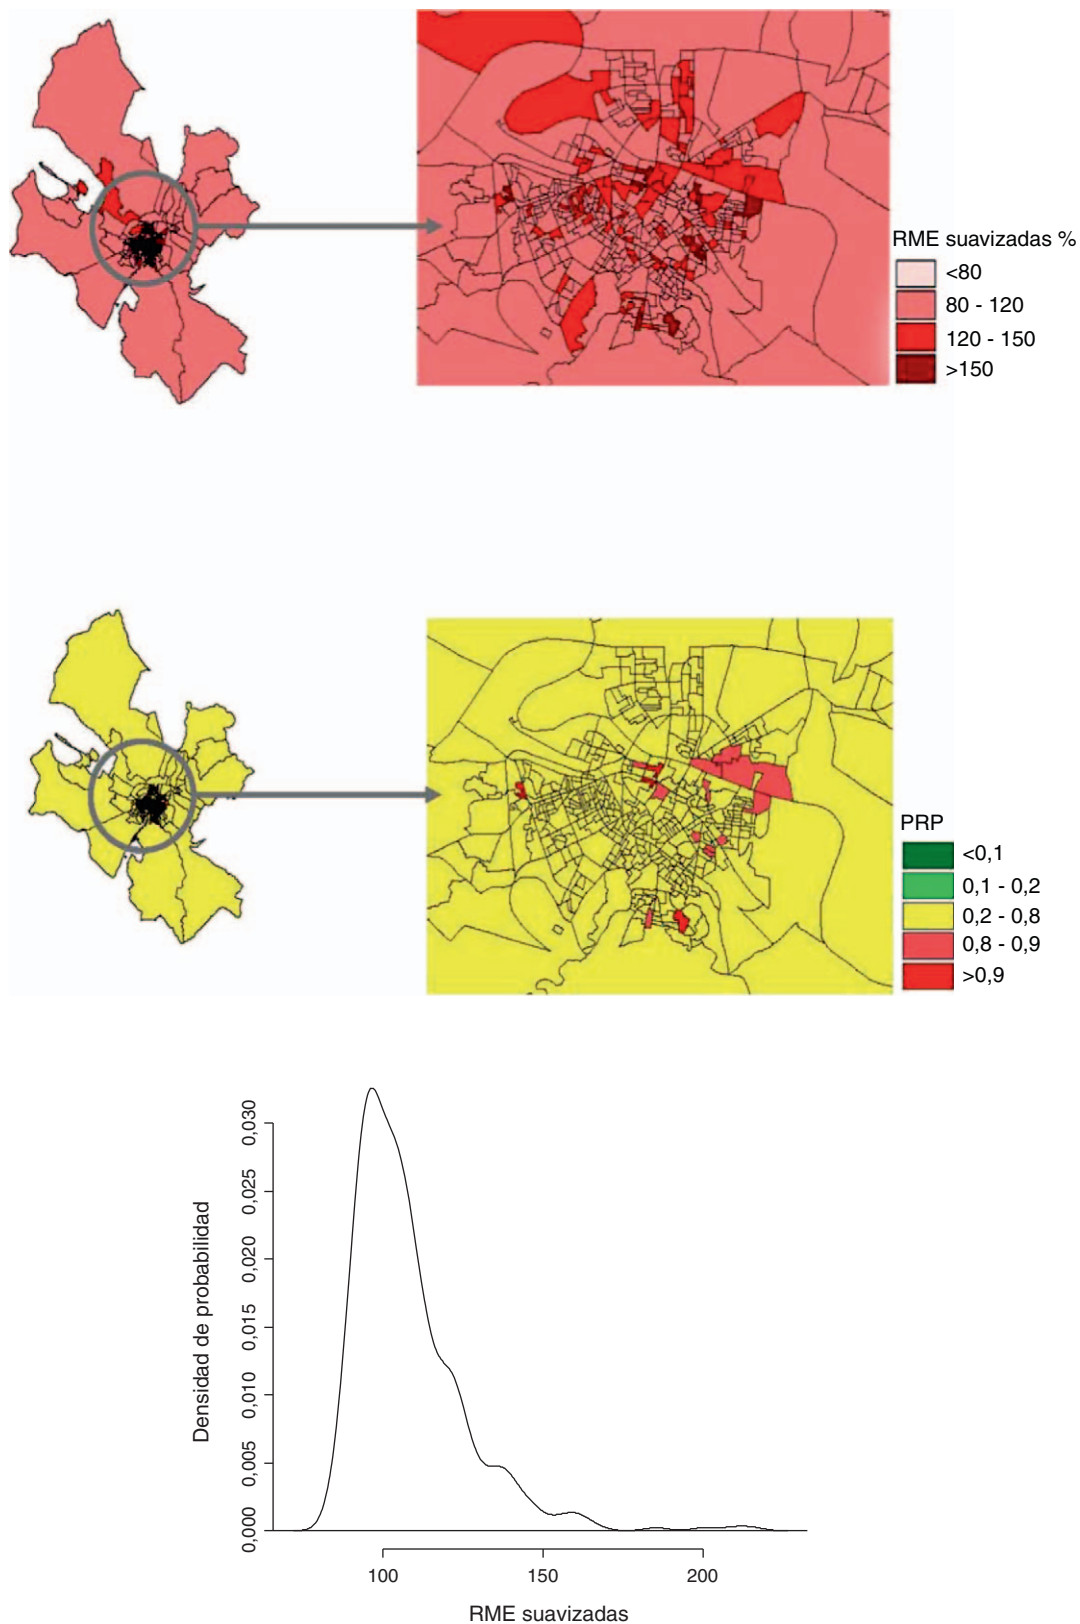 RME suavizadas %
<80
80 - 120
120 - 150
>150
PRP
<0,1
0,1 - 0,2
0,2 - 0,8
0,8 - 0,9
>0,9
Densidad de probabilidad
0,030
0,025
0,020
0,015
0,010
0,005
0,000
100
150
200
RME suavizadas